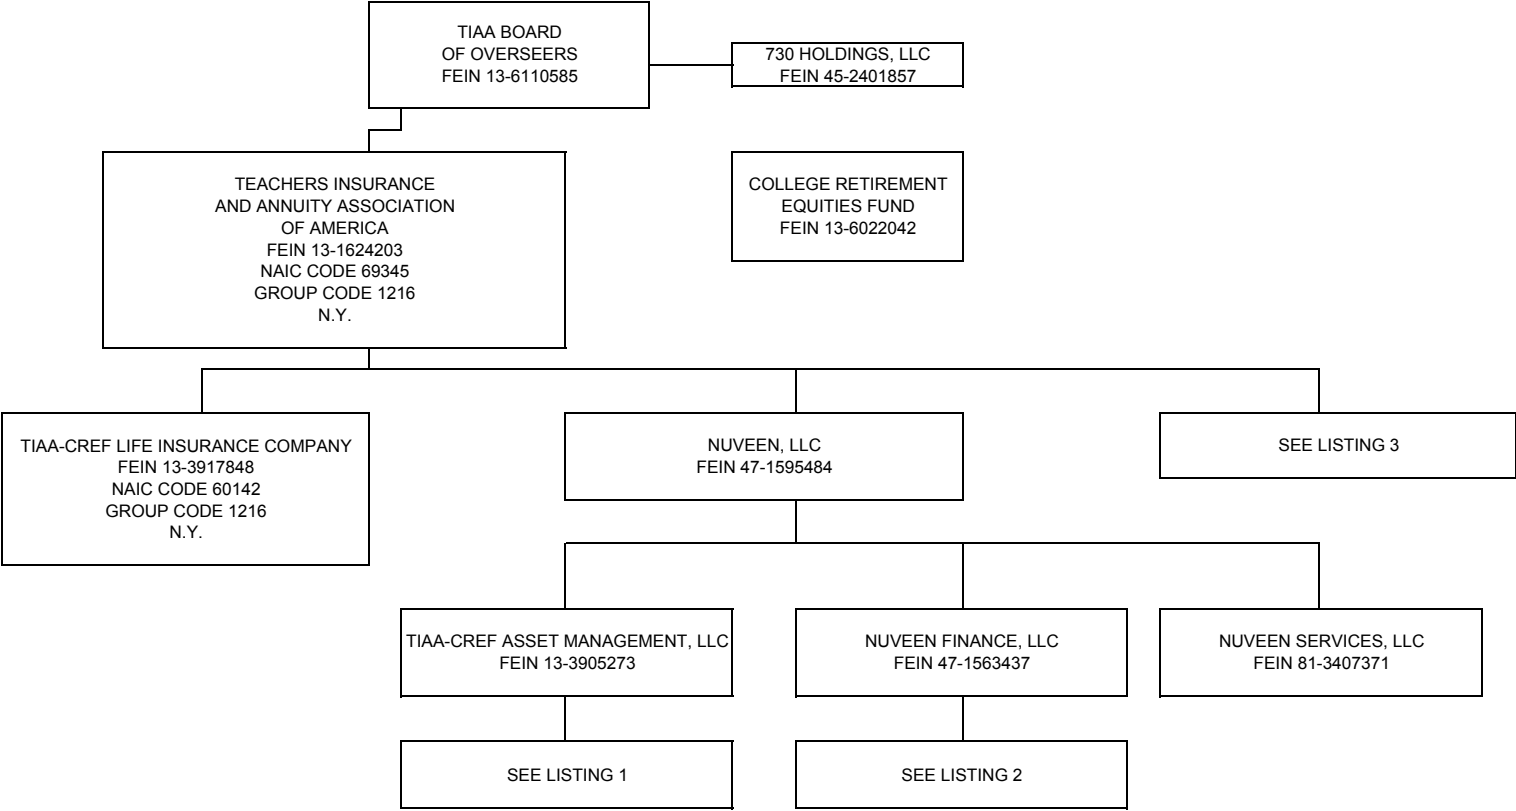 TIAA BOARD
OF OVERSEERS
FEIN 13-6110585
730 HOLDINGS, LLC
FEIN 45-2401857
TEACHERS INSURANCE
AND ANNUITY ASSOCIATION
OF AMERICA
FEIN 13-1624203
NAIC CODE 69345
GROUP CODE 1216
N.Y.
COLLEGE RETIREMENT
EQUITIES FUND
FEIN 13-6022042
TIAA-CREF LIFE INSURANCE COMPANY
FEIN 13-3917848
NAIC CODE 60142
GROUP CODE 1216
N.Y.
NUVEEN, LLC
FEIN 47-1595484
SEE LISTING 3
TIAA-CREF ASSET MANAGEMENT, LLC
FEIN 13-3905273
NUVEEN FINANCE, LLC
FEIN 47-1563437
NUVEEN SERVICES, LLC
FEIN 81-3407371
SEE LISTING 1
SEE LISTING 2